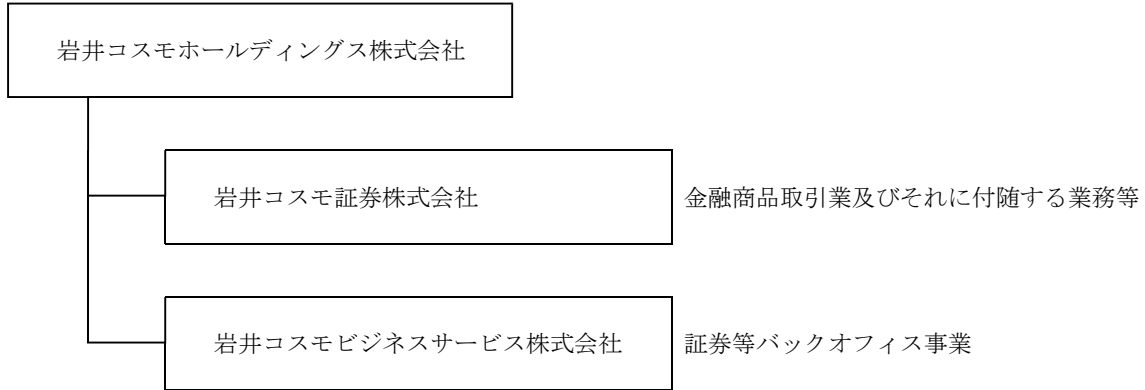 岩井コスモホールディングス株式会社
岩井コスモ証券株式会社 金融商品取引業及びそれに付随する業務等
岩井コスモビジネスサービス株式会社 証券等バックオフィス事業